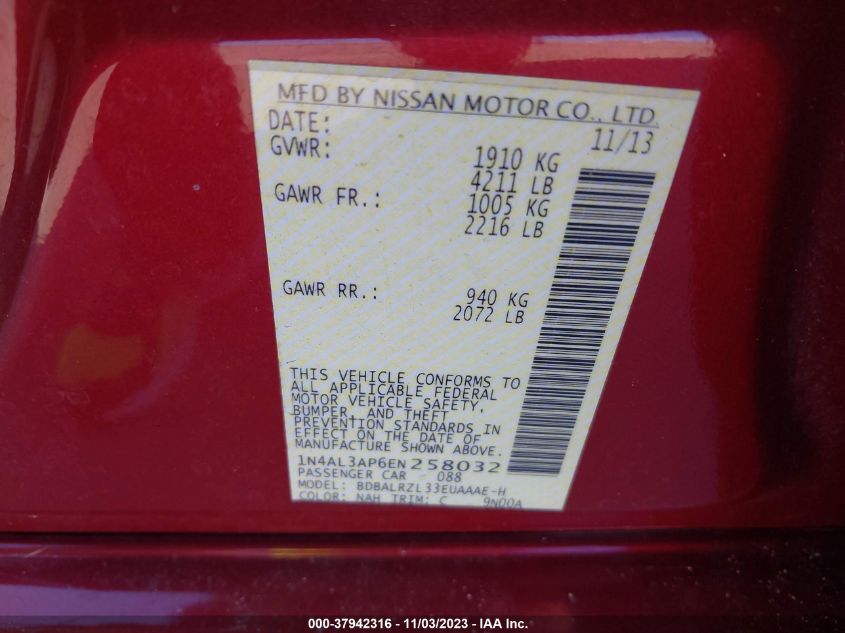 MFD BY NISSAN MOTOR CO., LTD.
DATE: 11/13
GVWR: 1910 KG
4211 LB
GAWR FR.: 1005 KG
2216 LB
GAWR RR.: 940 KG
2072 LB
THIS VEHICLE CONFORMS TO
ALL APPLICABLE FEDERAL
MOTOR VEHICLE SAFETY,
BUMPER, AND THEFT
PREVENTION STANDARDS IN
EFFECT ON THE DATE OF
MANUFACTURE SHOWN ABOVE.
1N4AL3AP6EN258032
PASSENGER CAR 088
MODEL: BDBALRZL33EUAAAE-H
COLOR: NAH TRIM: C 9N00A
000-37942316 - 11/03/2023 - IAA Inc.